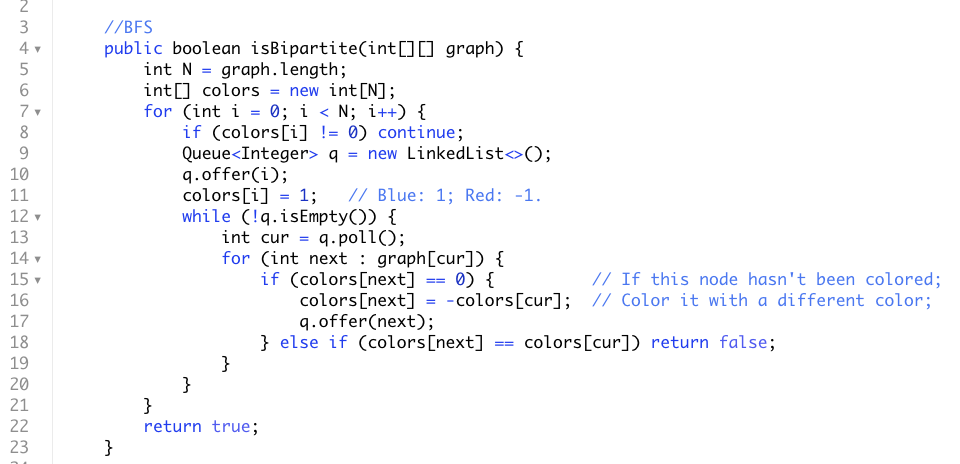 2
3 //BFS
4 public boolean isBipartite(int[][] graph) {
5 int N = graph.length;
6 int[] colors = new int[N];
7 for (int i = 0; i < N; i++) {
8 if (colors[i] != 0) continue;
9 Queue<Integer> q = new LinkedList<>();
10 q.offer(i);
11 colors[i] = 1;   // Blue: 1; Red: -1.
12 while (!q.isEmpty()) {
13 int cur = q.poll();
14 for (int next : graph[cur]) {
15 if (colors[next] == 0) {          // If this node hasn't been colored;
16 colors[next] = -colors[cur];  // Color it with a different color;
17 q.offer(next);
18 } else if (colors[next] == colors[cur]) return false;
19 }
20 }
21 }
22 return true;
23 }